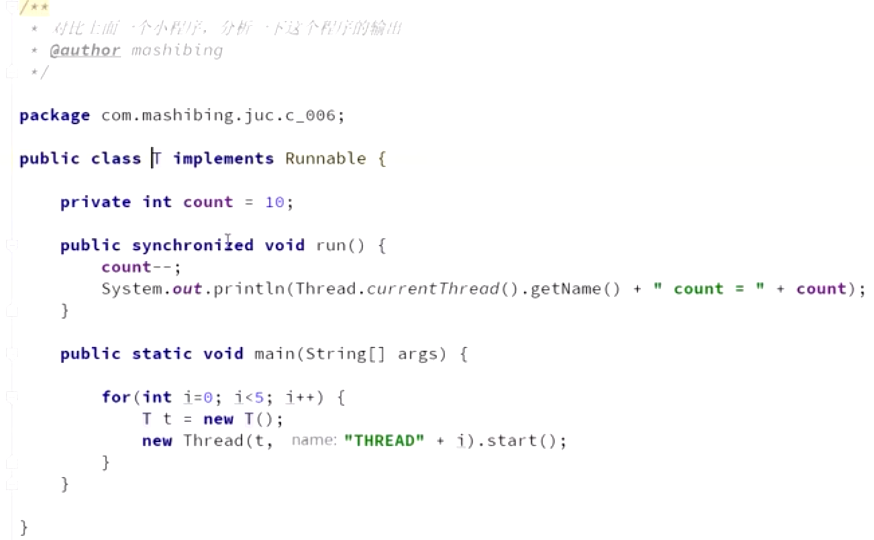 /**
 * 对比上面一个小程序，分析一下这个程序的输出
 * @author mashibing
 */
package com.mashibing.juc.c_006;
public class T implements Runnable {
    private int count = 10;
    public synchronized void run() {
        count--;
        System.out.println(Thread.currentThread().getName() + " count = " + count);
    }
    public static void main(String[] args) {
        for(int i=0; i<5; i++) {
            T t = new T();
            new Thread(t, name: "THREAD" + i).start();
        }
    }
}